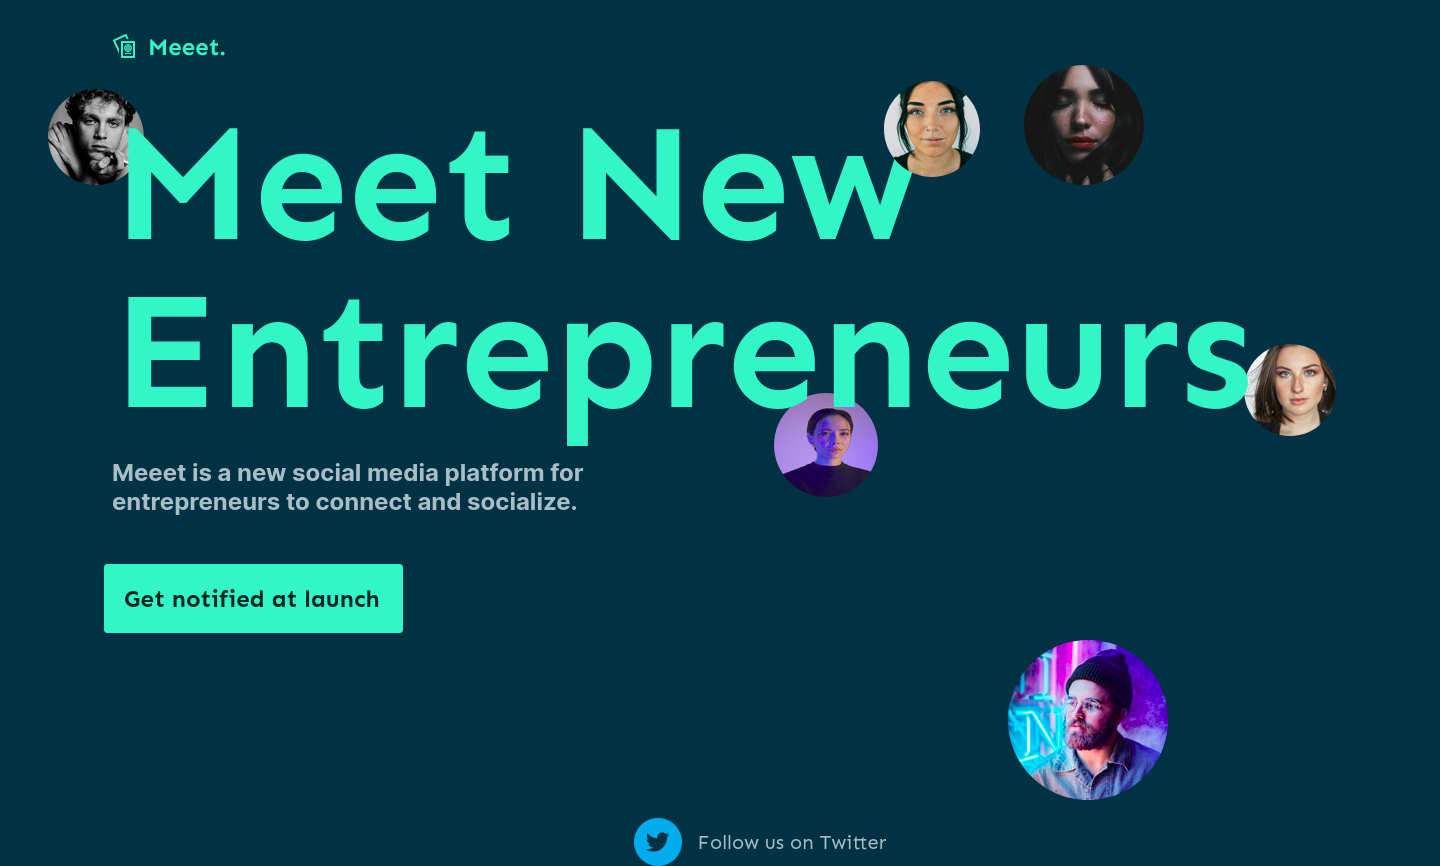 Meeet.
Meet New
Entrepreneurs
Meeet is a new social media platform for
entrepreneurs to connect and socialize.
Get notified at launch
N
Follow us on Twitter